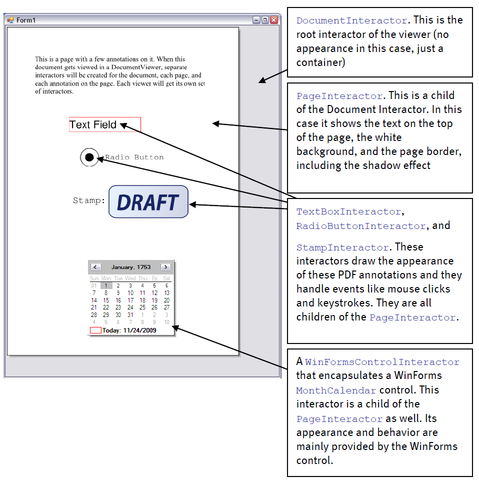 Form1
This is a page with a few annotations on it. When this
document gets viewed in a DocumentViewer, separate
interactors will be created for the document, each page, and
each annotation on the page. Each viewer will get its own set
of interactors.
Text Field
Radio Button
Stamp: DRAFT
January, 1753
Sun Mon Tue Wed Thu Fri Sat
31 1 2 3 4 5 6
7 8 9 10 11 12 13
14 15 16 17 18 19 20
21 22 23 24 25 26 27
28 29 30 31 1 2 3
4 5 6 7 8 9 10
Today: 11/24/2009
DocumentInteractor. This is the
root interactor of the viewer (no
appearance in this case, just a
container)
PageInteractor. This is a child
of the Document Interactor. In this
case it shows the text on the top
of the page, the white
background, and the page border,
including the shadow effect
TextBoxInteractor,
RadioButtonInteractor, and
StampInteractor. These
interactors draw the appearance
of these PDF annotations and they
handle events like mouse clicks
and keystrokes. They are all
children of the PageInteractor.
A WinFormsControlInteractor
that encapsulates a WinForms
MonthCalendar control. This
interactor is a child of the
PageInteractor as well. Its
appearance and behavior are
mainly provided by the WinForms
control.